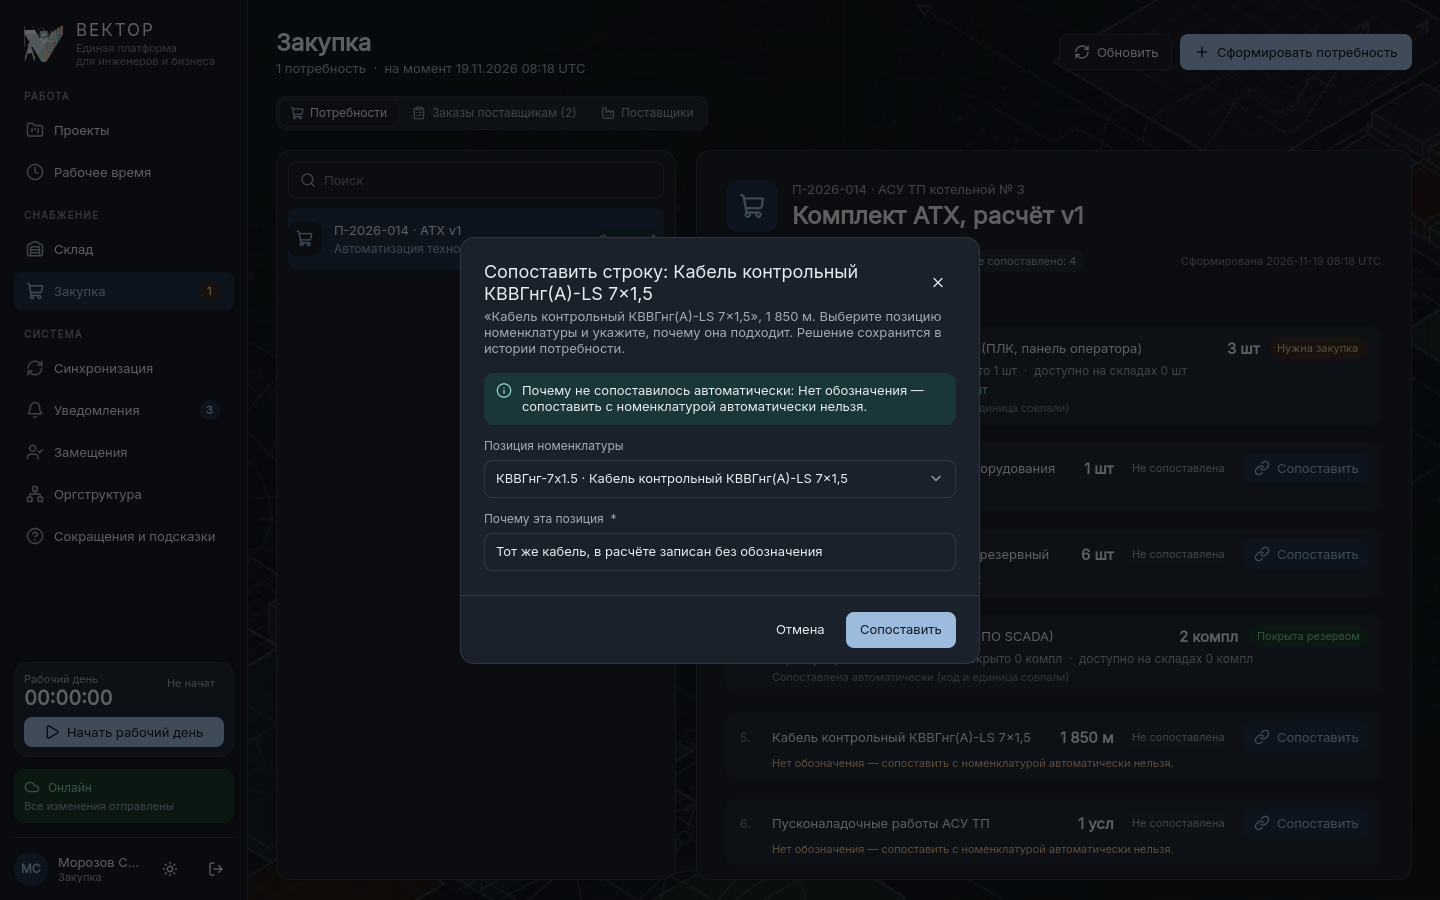 ВЕКТОР
Единая платформа
для инженеров и бизнеса
РАБОТА
Проекты
Рабочее время
СНАБЖЕНИЕ
Склад
Закупка
1
СИСТЕМА
Синхронизация
Уведомления
3
Замещения
Оргструктура
Сокращения и подсказки
Рабочий день
Не начат
00:00:00
Начать рабочий день
Онлайн
Все изменения отправлены
МС
Морозов С...
Закупка
Закупка
1 потребность · на момент 19.11.2026 08:18 UTC
Обновить
Сформировать потребность
Потребности
Заказы поставщикам (2)
Поставщики
Поиск
П-2026-014 · АТХ v1
Автоматизация техно
П-2026-014 · АСУ ТП котельной № 3
Комплект АТХ, расчёт v1
е сопоставлено: 4
Сформирована 2026-11-19 08:18 UTC
Сопоставить строку: Кабель контрольный
КВВГнг(А)-LS 7×1,5
«Кабель контрольный КВВГнг(А)-LS 7×1,5», 1 850 м. Выберите позицию
номенклатуры и укажите, почему она подходит. Решение сохранится в
истории потребности.
Почему не сопоставилось автоматически: Нет обозначения —
сопоставить с номенклатурой автоматически нельзя.
Позиция номенклатуры
КВВГнг-7х1.5 · Кабель контрольный КВВГнг(А)-LS 7×1,5
Почему эта позиция *
Тот же кабель, в расчёте записан без обозначения
Отмена
Сопоставить
(ПЛК, панель оператора)
3 шт
Нужна закупка
то 1 шт · доступно на складах 0 шт
шт
единица совпали)
орудования
1 шт
Не сопоставлена
Сопоставить
резервный
6 шт
Не сопоставлена
Сопоставить
ПО SCADA)
2 компл
Покрыта резервом
крыто 0 компл · доступно на складах 0 компл
Сопоставлена автоматически (код и единица совпали)
5.
Кабель контрольный КВВГнг(А)-LS 7×1,5
1 850 м
Не сопоставлена
Сопоставить
Нет обозначения — сопоставить с номенклатурой автоматически нельзя.
6.
Пусконаладочные работы АСУ ТП
1 усл
Не сопоставлена
Сопоставить
Нет обозначения — сопоставить с номенклатурой автоматически нельзя.